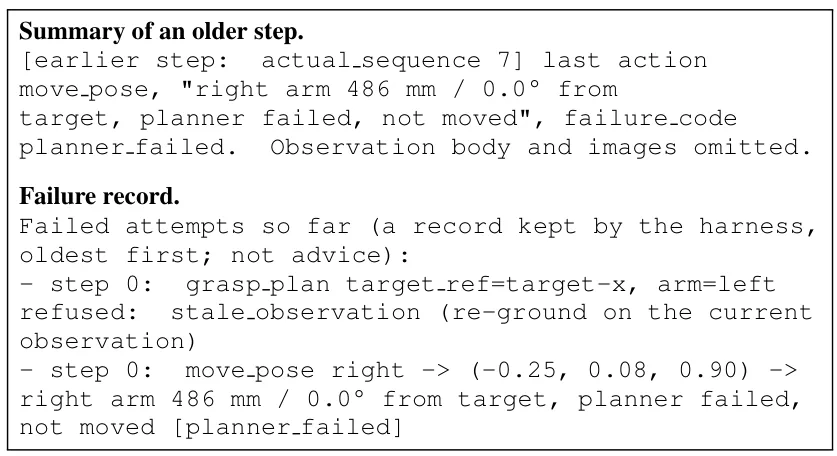 Summary of an older step.
[earlier step: actual_sequence 7] last action
move_pose, "right arm 486 mm / 0.0° from
target, planner failed, not moved", failure_code
planner_failed. Observation body and images omitted.
Failure record.
Failed attempts so far (a record kept by the harness,
oldest first; not advice):
- step 0: grasp_plan target_ref=target-x, arm=left
refused: stale_observation (re-ground on the current
observation)
- step 0: move_pose right -> (-0.25, 0.08, 0.90) ->
right arm 486 mm / 0.0° from target, planner failed,
not moved [planner_failed]